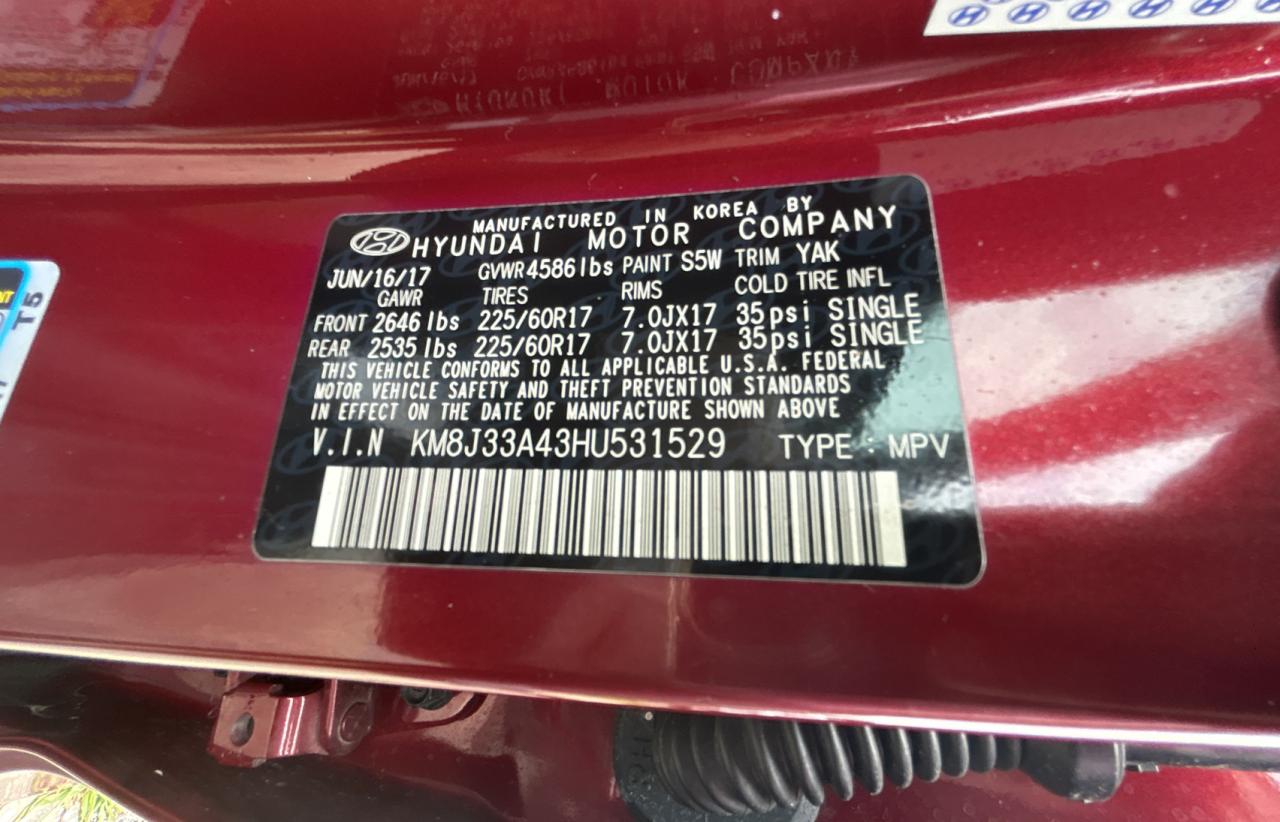 MANUFACTURED IN KOREA BY
HYUNDAI MOTOR COMPANY
JUN/16/17 GVWR 4586 lbs PAINT S5W TRIM YAK
GAWR TIRES RIMS COLD TIRE INFL
FRONT 2646 lbs 225/60R17 7.0JX17 35psi SINGLE
REAR 2535 lbs 225/60R17 7.0JX17 35psi SINGLE
THIS VEHICLE CONFORMS TO ALL APPLICABLE U.S.A. FEDERAL
MOTOR VEHICLE SAFETY AND THEFT PREVENTION STANDARDS
IN EFFECT ON THE DATE OF MANUFACTURE SHOWN ABOVE
V.I.N KM8J33A43HU531529 TYPE : MPV
T5